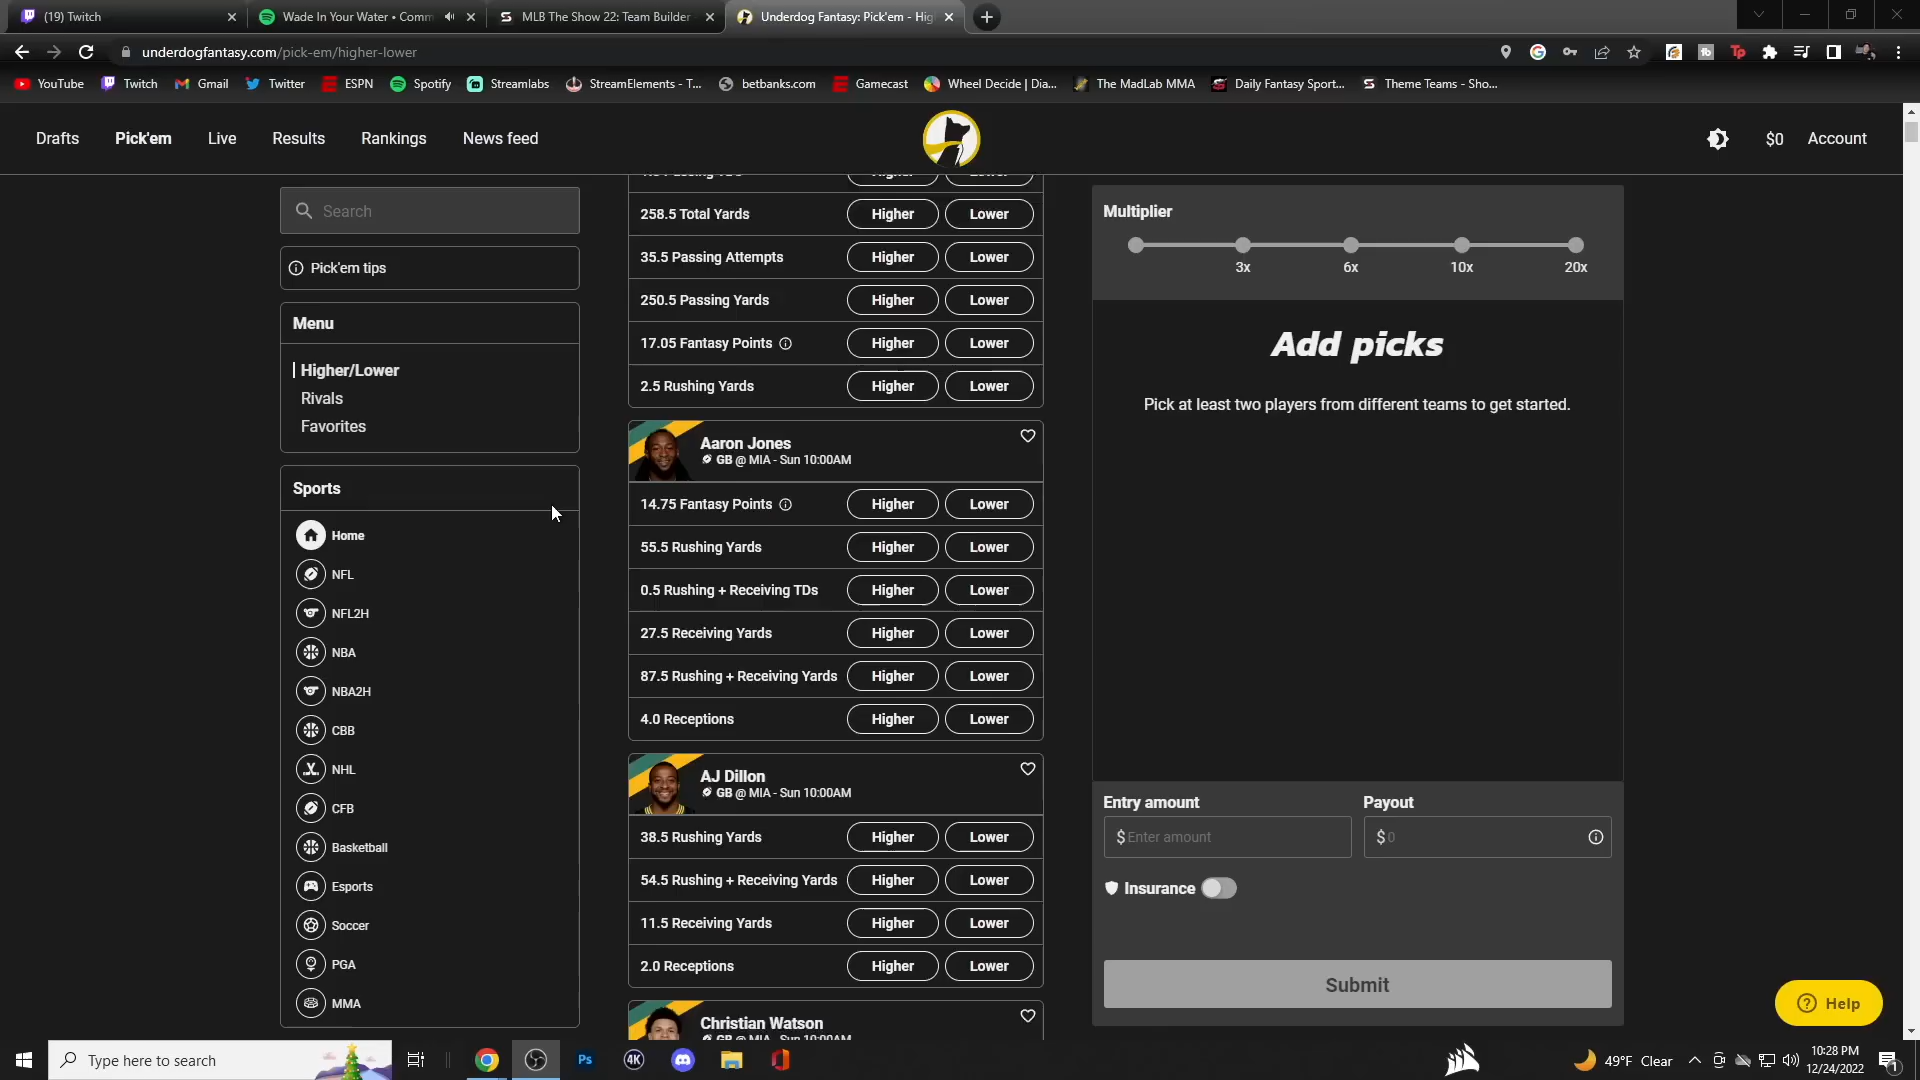 (19) Twitch
Wade In Your Water • Comm
MLB The Show 22: Team Builder
Underdog Fantasy: Pick'em - Hig
underdogfantasy.com/pick-em/higher-lower
YouTube
Twitch
Gmail
Twitter
ESPN
Spotify
Streamlabs
StreamElements - T...
betbanks.com
Gamecast
Wheel Decide | Dia...
The MadLab MMA
Daily Fantasy Sport...
Theme Teams - Sho...
Drafts
Pick'em
Live
Results
Rankings
News feed
$0
Account
Search
Pick'em tips
Menu
Higher/Lower
Rivals
Favorites
Sports
Home
NFL
NFL2H
NBA
NBA2H
CBB
NHL
CFB
Basketball
Esports
Soccer
PGA
MMA
258.5 Total Yards Higher Lower
35.5 Passing Attempts Higher Lower
250.5 Passing Yards Higher Lower
17.05 Fantasy Points Higher Lower
2.5 Rushing Yards Higher Lower
Aaron Jones
GB @ MIA - Sun 10:00AM
14.75 Fantasy Points Higher Lower
55.5 Rushing Yards Higher Lower
0.5 Rushing + Receiving TDs Higher Lower
27.5 Receiving Yards Higher Lower
87.5 Rushing + Receiving Yards Higher Lower
4.0 Receptions Higher Lower
AJ Dillon
GB @ MIA - Sun 10:00AM
38.5 Rushing Yards Higher Lower
54.5 Rushing + Receiving Yards Higher Lower
11.5 Receiving Yards Higher Lower
2.0 Receptions Higher Lower
Christian Watson
GB @ MIA - Sun 10:00AM
Multiplier
3x 6x 10x 20x
Add picks
Pick at least two players from different teams to get started.
Entry amount
Payout
$ Enter amount
$ 0
Insurance
Submit
Help
Type here to search
Ps
4K
49°F Clear
10:28 PM
12/24/2022
1